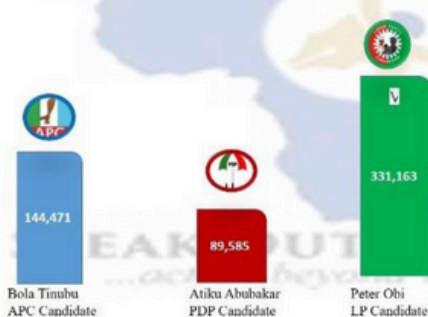 APC
V
331,163
144,471
89,585
Bola Tinubu
APC Candidate
Atiku Abubakar
PDP Candidate
Peter Obi
LP Candidate